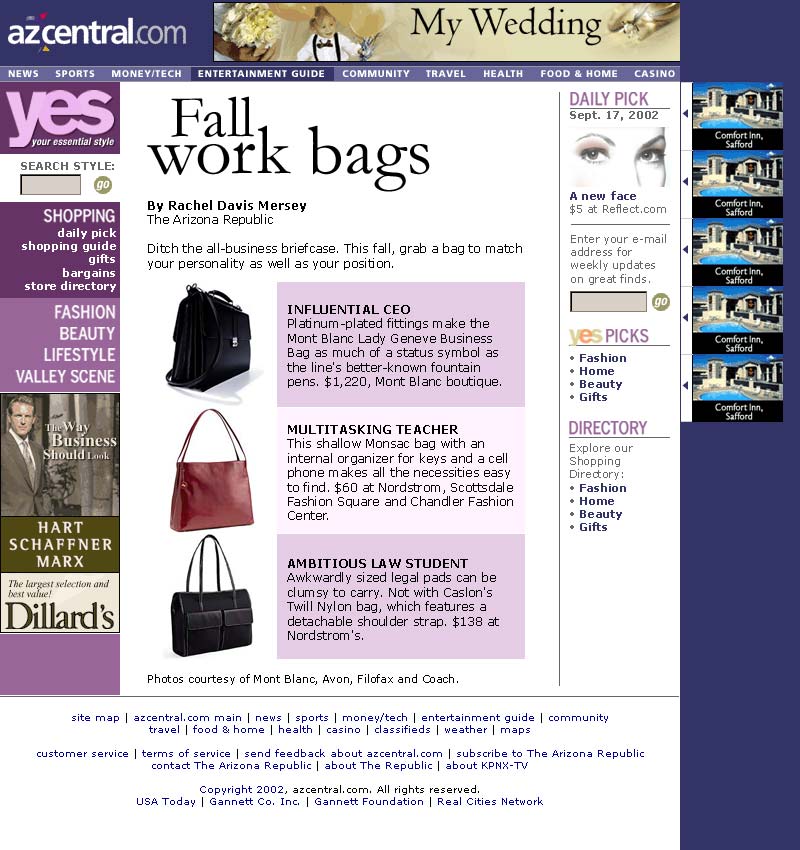 azcentral.com
My Wedding
NEWS SPORTS MONEY/TECH ENTERTAINMENT GUIDE COMMUNITY TRAVEL HEALTH FOOD & HOME CASINO
yes
your essential style
SEARCH STYLE:
go
SHOPPING
daily pick
shopping guide
gifts
bargains
store directory
FASHION
BEAUTY
LIFESTYLE
VALLEY SCENE
The Way
Business
Should Look
HART
SCHAFFNER
MARX
The largest selection and
best value!
Dillard's
Fall
work bags
By Rachel Davis Mersey
The Arizona Republic
Ditch the all-business briefcase. This fall, grab a bag to match
your personality as well as your position.
INFLUENTIAL CEO
Platinum-plated fittings make the
Mont Blanc Lady Geneve Business
Bag as much of a status symbol as
the line's better-known fountain
pens. $1,220, Mont Blanc boutique.
MULTITASKING TEACHER
This shallow Monsac bag with an
internal organizer for keys and a cell
phone makes all the necessities easy
to find. $60 at Nordstrom, Scottsdale
Fashion Square and Chandler Fashion
Center.
AMBITIOUS LAW STUDENT
Awkwardly sized legal pads can be
clumsy to carry. Not with Caslon's
Twill Nylon bag, which features a
detachable shoulder strap. $138 at
Nordstrom's.
Photos courtesy of Mont Blanc, Avon, Filofax and Coach.
DAILY PICK
Sept. 17, 2002
A new face
$5 at Reflect.com
Enter your e-mail
address for
weekly updates
on great finds.
go
yes PICKS
• Fashion
• Home
• Beauty
• Gifts
DIRECTORY
Explore our
Shopping
Directory:
• Fashion
• Home
• Beauty
• Gifts
Comfort Inn,
Safford
Comfort Inn,
Safford
Comfort Inn,
Safford
Comfort Inn,
Safford
Comfort Inn,
Safford
site map | azcentral.com main | news | sports | money/tech | entertainment guide | community
travel | food & home | health | casino | classifieds | weather | maps
customer service | terms of service | send feedback about azcentral.com | subscribe to The Arizona Republic
contact The Arizona Republic | about The Republic | about KPNX-TV
Copyright 2002, azcentral.com. All rights reserved.
USA Today | Gannett Co. Inc. | Gannett Foundation | Real Cities Network